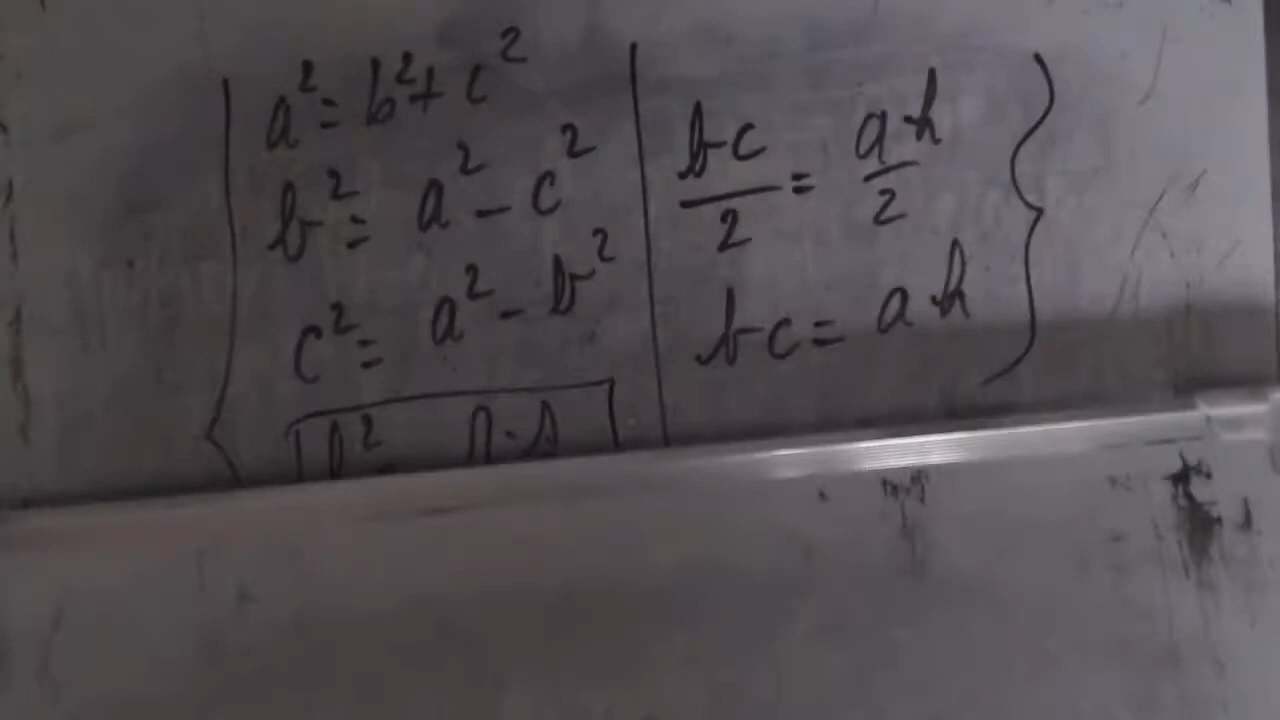 a² = b² + c²
b² = a² - c²
c² = a² - b²
bc/2 = ah/2
bc = ah